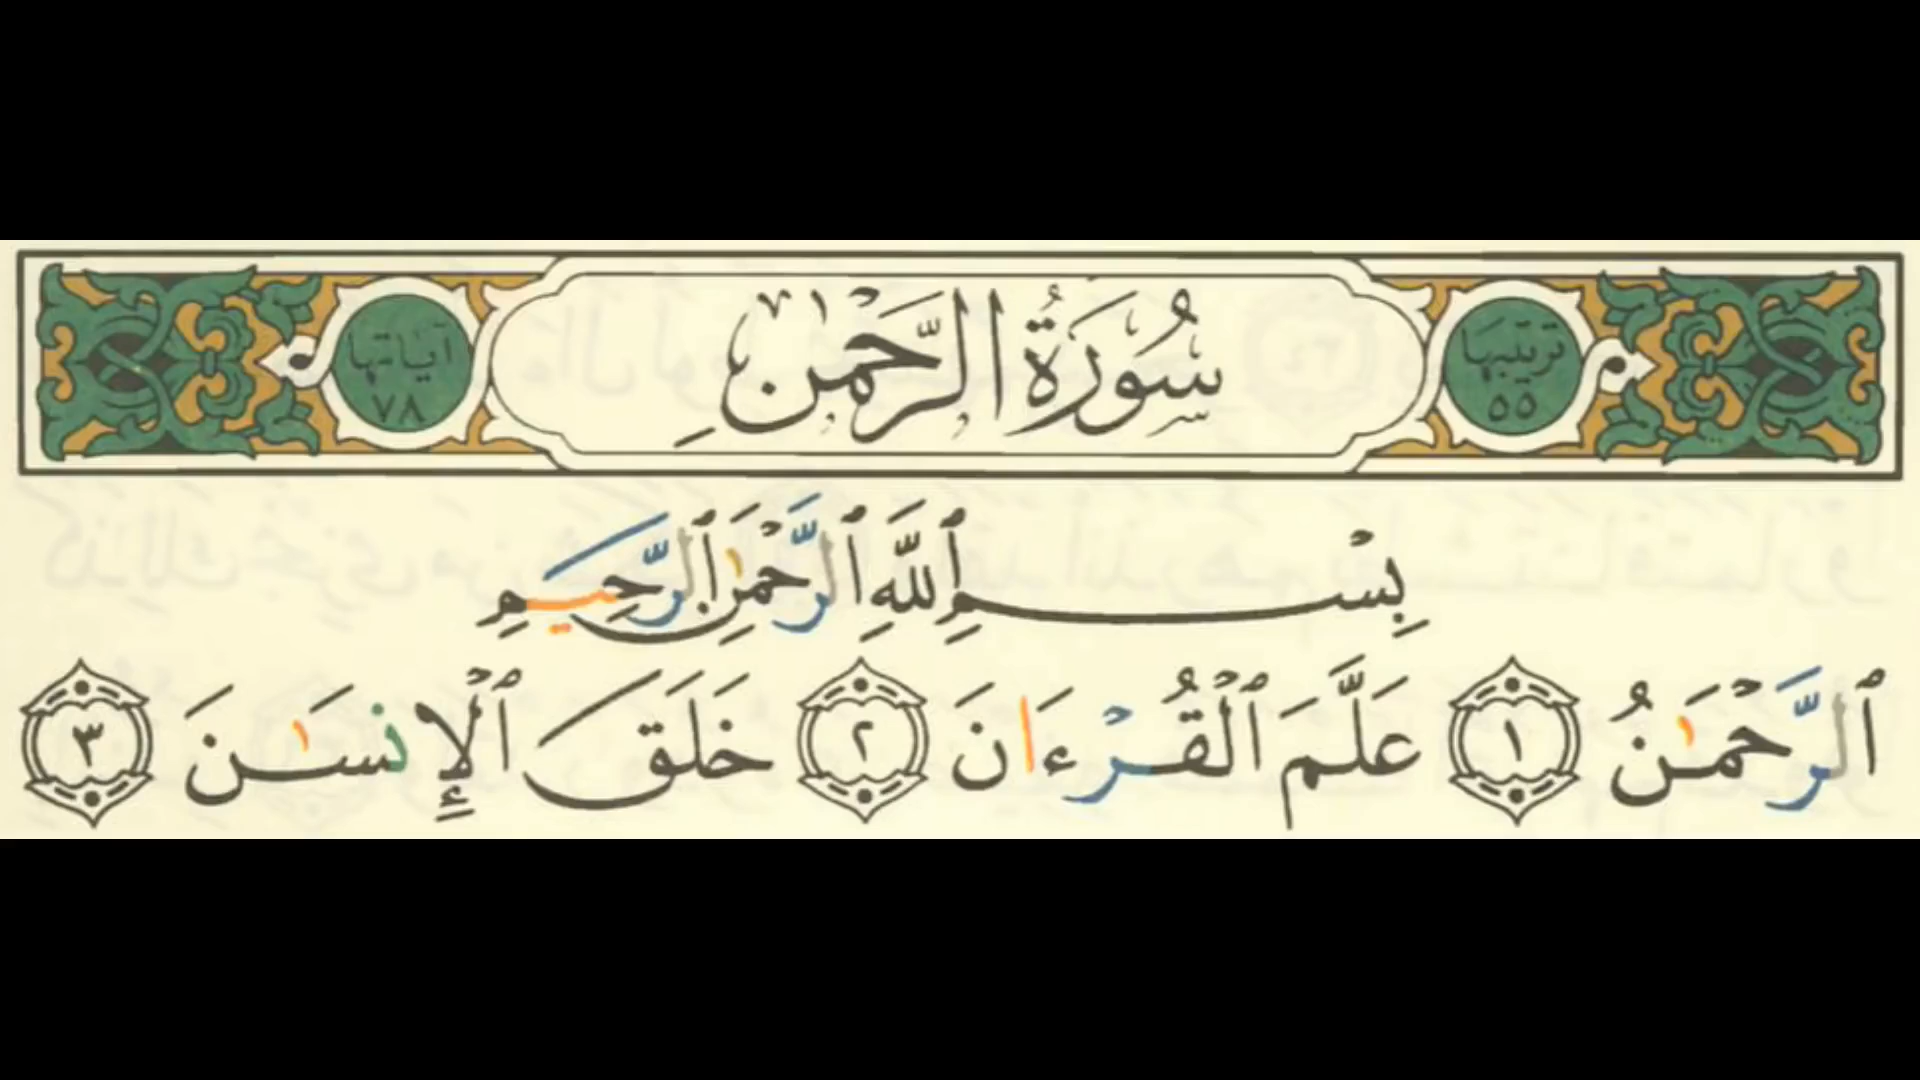 ترتيبها ٥٥ سُورَةُ الرَّحْمٰنِ آياتها ٧٨
بِسْمِ ٱللَّهِ ٱلرَّحْمَٰنِ ٱلرَّحِيمِ
ٱلرَّحْمَٰنُ ١ عَلَّمَ ٱلْقُرْءَانَ ٢ خَلَقَ ٱلْإِنسَٰنَ ٣